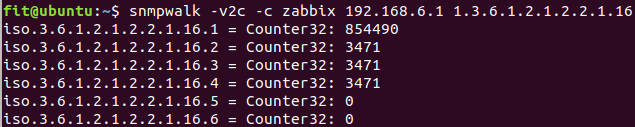 fit@ubuntu:~$ snmpwalk -v2c -c zabbix 192.168.6.1 1.3.6.1.2.1.2.2.1.16
iso.3.6.1.2.1.2.2.1.16.1 = Counter32: 854490
iso.3.6.1.2.1.2.2.1.16.2 = Counter32: 3471
iso.3.6.1.2.1.2.2.1.16.3 = Counter32: 3471
iso.3.6.1.2.1.2.2.1.16.4 = Counter32: 3471
iso.3.6.1.2.1.2.2.1.16.5 = Counter32: 0
iso.3.6.1.2.1.2.2.1.16.6 = Counter32: 0